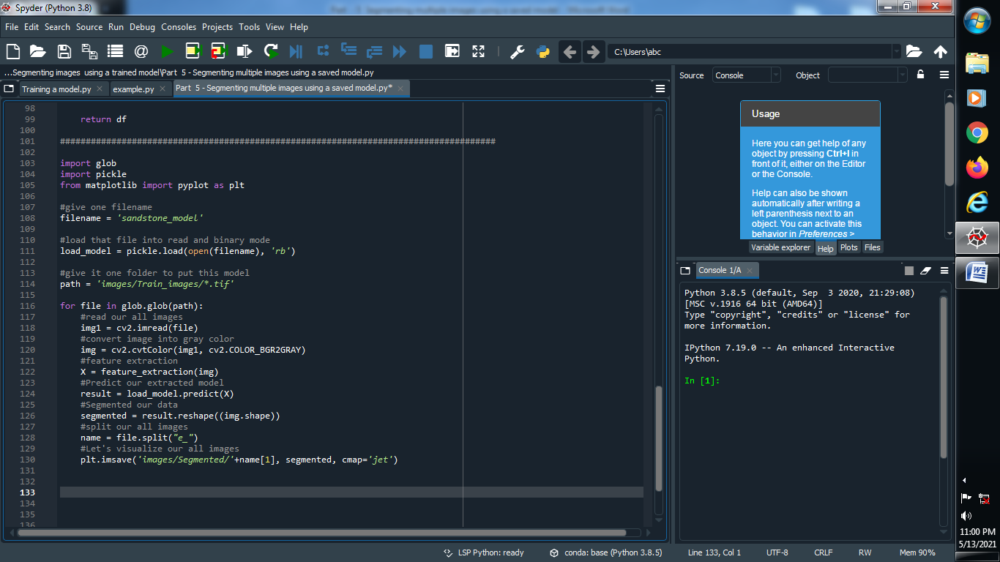 Spyder (Python 3.8)
File Edit Search Source Run Debug Consoles Projects Tools View Help
C:\Users\abc
...Segmenting images  using a trained model\Part  5 - Segmenting multiple images using a saved model.py
Training a model.py
example.py
Part  5 - Segmenting multiple images using a saved model.py*
98
99     return df
100
101 #####################################################################################
102
103 import glob
104 import pickle
105 from matplotlib import pyplot as plt
106
107 #give one filename
108 filename = 'sandstone_model'
109
110 #load that file into read and binary mode
111 load_model = pickle.load(open(filename), 'rb')
112
113 #give it one folder to put this model
114 path = 'images/Train_images/*.tif'
115
116 for file in glob.glob(path):
117     #read our all images
118     img1 = cv2.imread(file)
119     #convert image into gray color
120     img = cv2.cvtColor(img1, cv2.COLOR_BGR2GRAY)
121     #feature extraction
122     X = feature_extraction(img)
123     #Predict our extracted model
124     result = load_model.predict(X)
125     #Segmented our data
126     segmented = result.reshape((img.shape))
127     #split our all images
128     name = file.split("e_")
129     #Let's visualize our all images
130     plt.imsave('images/Segmented/'+name[1], segmented, cmap='jet')
131
132
133
134
135
136
Source Console Object
Usage
Here you can get help of any
object by pressing Ctrl+I in
front of it, either on the Editor
or the Console.
Help can also be shown
automatically after writing a
left parenthesis next to an
object. You can activate this
behavior in Preferences >
Variable explorer Help Plots Files
Console 1/A
Python 3.8.5 (default, Sep  3 2020, 21:29:08)
[MSC v.1916 64 bit (AMD64)]
Type "copyright", "credits" or "license" for
more information.
IPython 7.19.0 -- An enhanced Interactive
Python.
In [1]:
LSP Python: ready conda: base (Python 3.8.5) Line 133, Col 1 UTF-8 CRLF RW Mem 90%
11:00 PM
5/13/2021